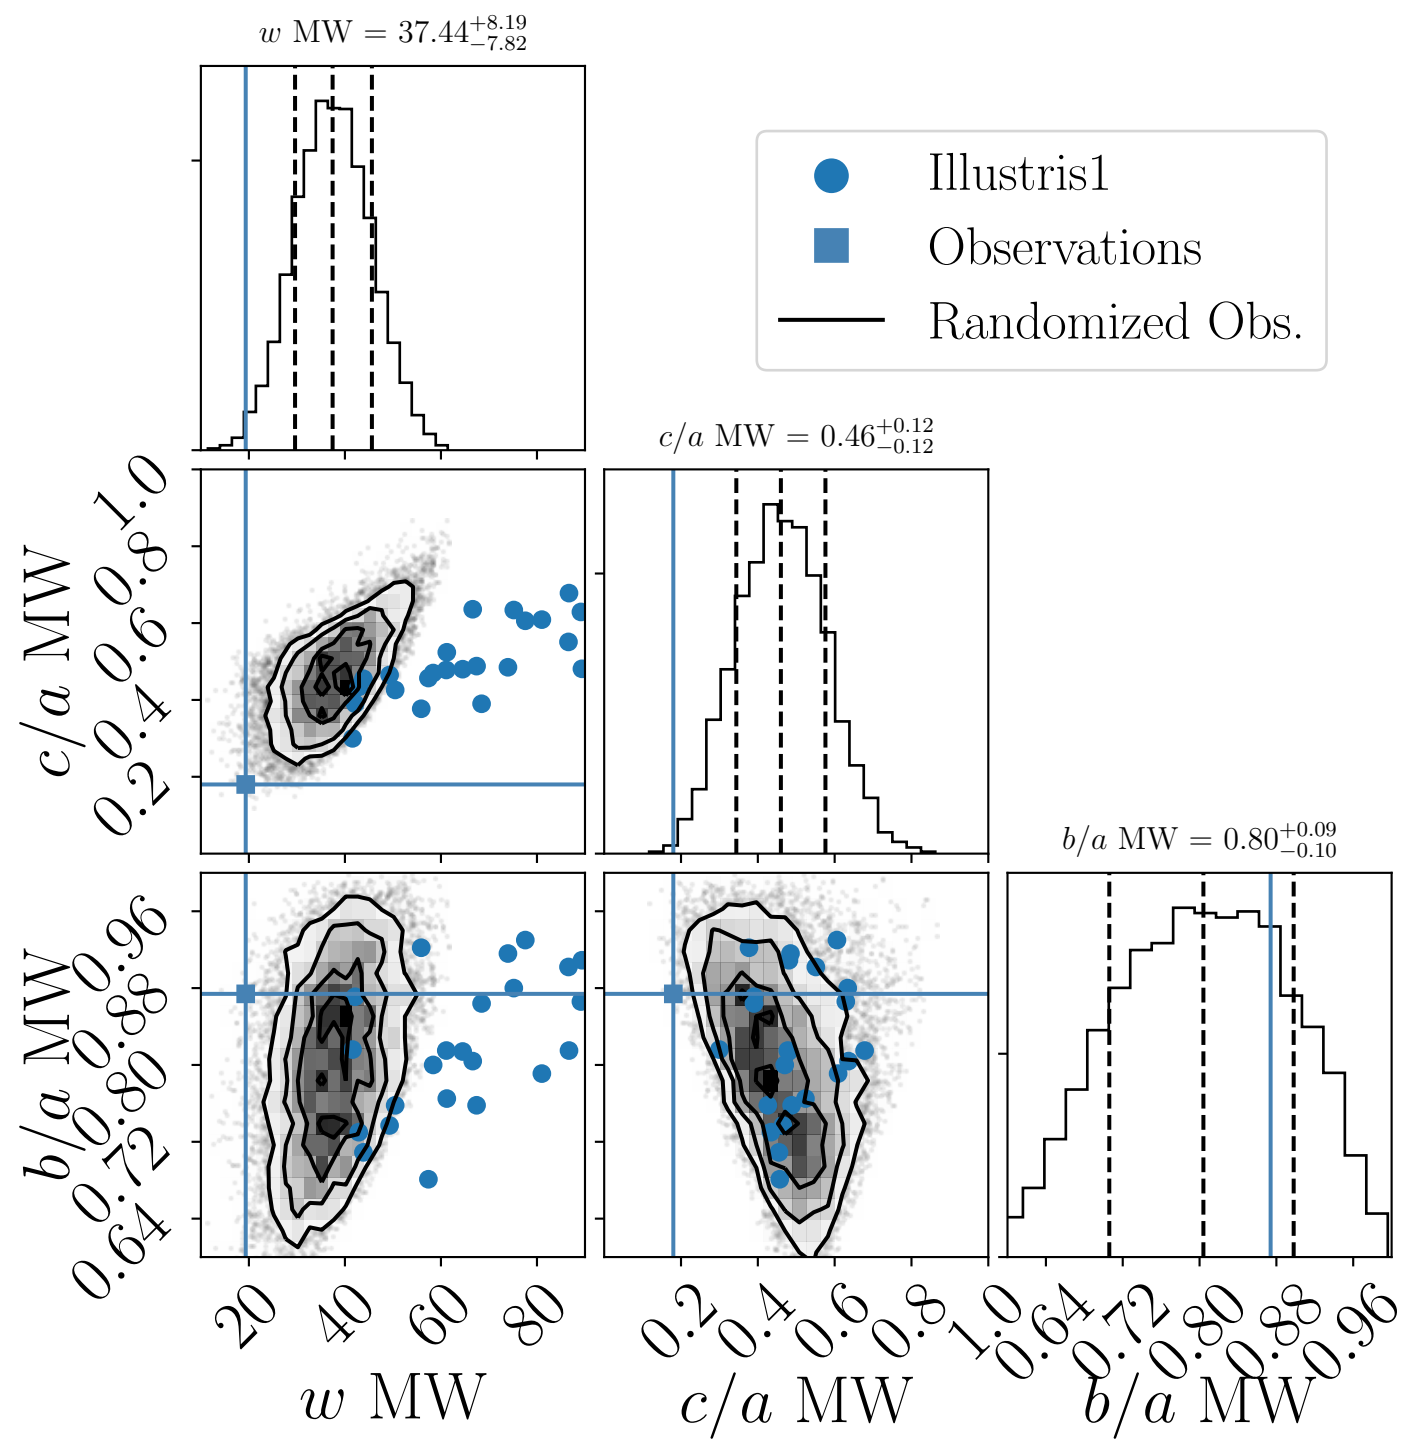 w MW = 37.44+8.19−7.82
Illustris1
Observations
Randomized Obs.
c/a MW = 0.46+0.12−0.12
c/a MW
1.0
0.8
0.6
0.4
0.2
b/a MW = 0.80+0.09−0.10
b/a MW
0.96
0.88
0.80
0.72
0.64
20 40 60 80
0.2 0.4 0.6 0.8 1.0
0.64 0.72 0.80 0.88 0.96
w MW
c/a MW
b/a MW